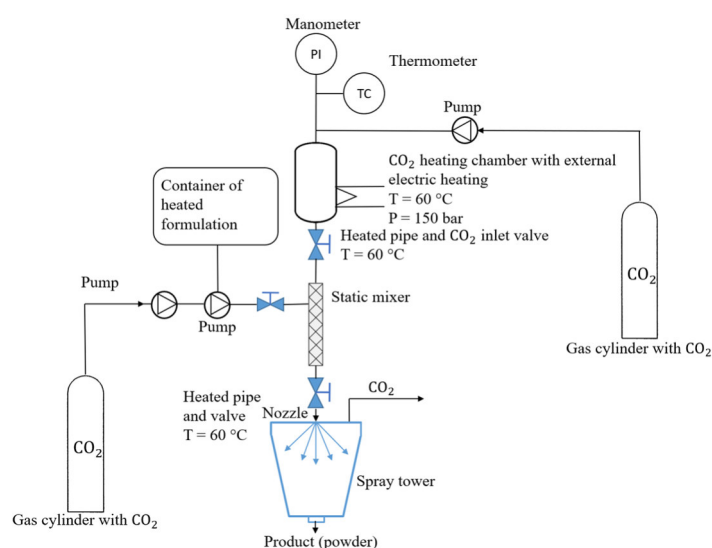 Manometer
PI
Thermometer
TC
Pump
CO₂ heating chamber with external
electric heating
T = 60 °C
P = 150 bar
Container of
heated
formulation
Heated pipe and CO₂ inlet valve
T = 60 °C
CO₂
Pump
Static mixer
Pump
Gas cylinder with CO₂
Heated pipe
and valve
T = 60 °C
Nozzle
CO₂
CO₂
Spray tower
Gas cylinder with CO₂
Product (powder)